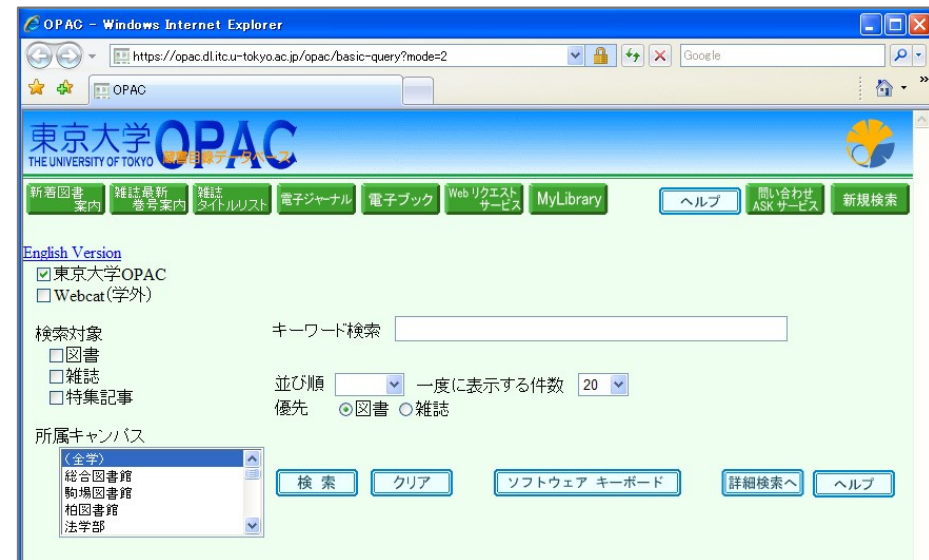 OPAC - Windows Internet Explorer
https://opac.dl.itc.u-tokyo.ac.jp/opac/basic-query?mode=2
Google
OPAC
東京大学OPAC
THE UNIVERSITY OF TOKYO 蔵書目録データベース
新着図書案内 雑誌最新巻号案内 雑誌タイトルリスト 電子ジャーナル 電子ブック Web リクエストサービス MyLibrary ヘルプ 問い合わせ ASK サービス 新規検索
English Version
東京大学OPAC
Webcat(学外)
検索対象
図書
雑誌
特集記事
キーワード検索
並び順 一度に表示する件数 20
優先 図書 雑誌
所属キャンパス
(全学)
総合図書館
駒場図書館
柏図書館
法学部
検 索 クリア ソフトウェア キーボード 詳細検索へ ヘルプ